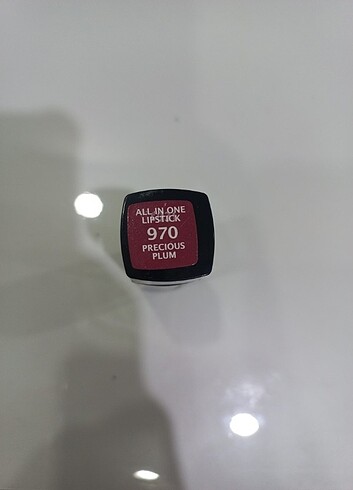 ALL IN ONE
LIPSTICK
970
PRECIOUS
PLUM